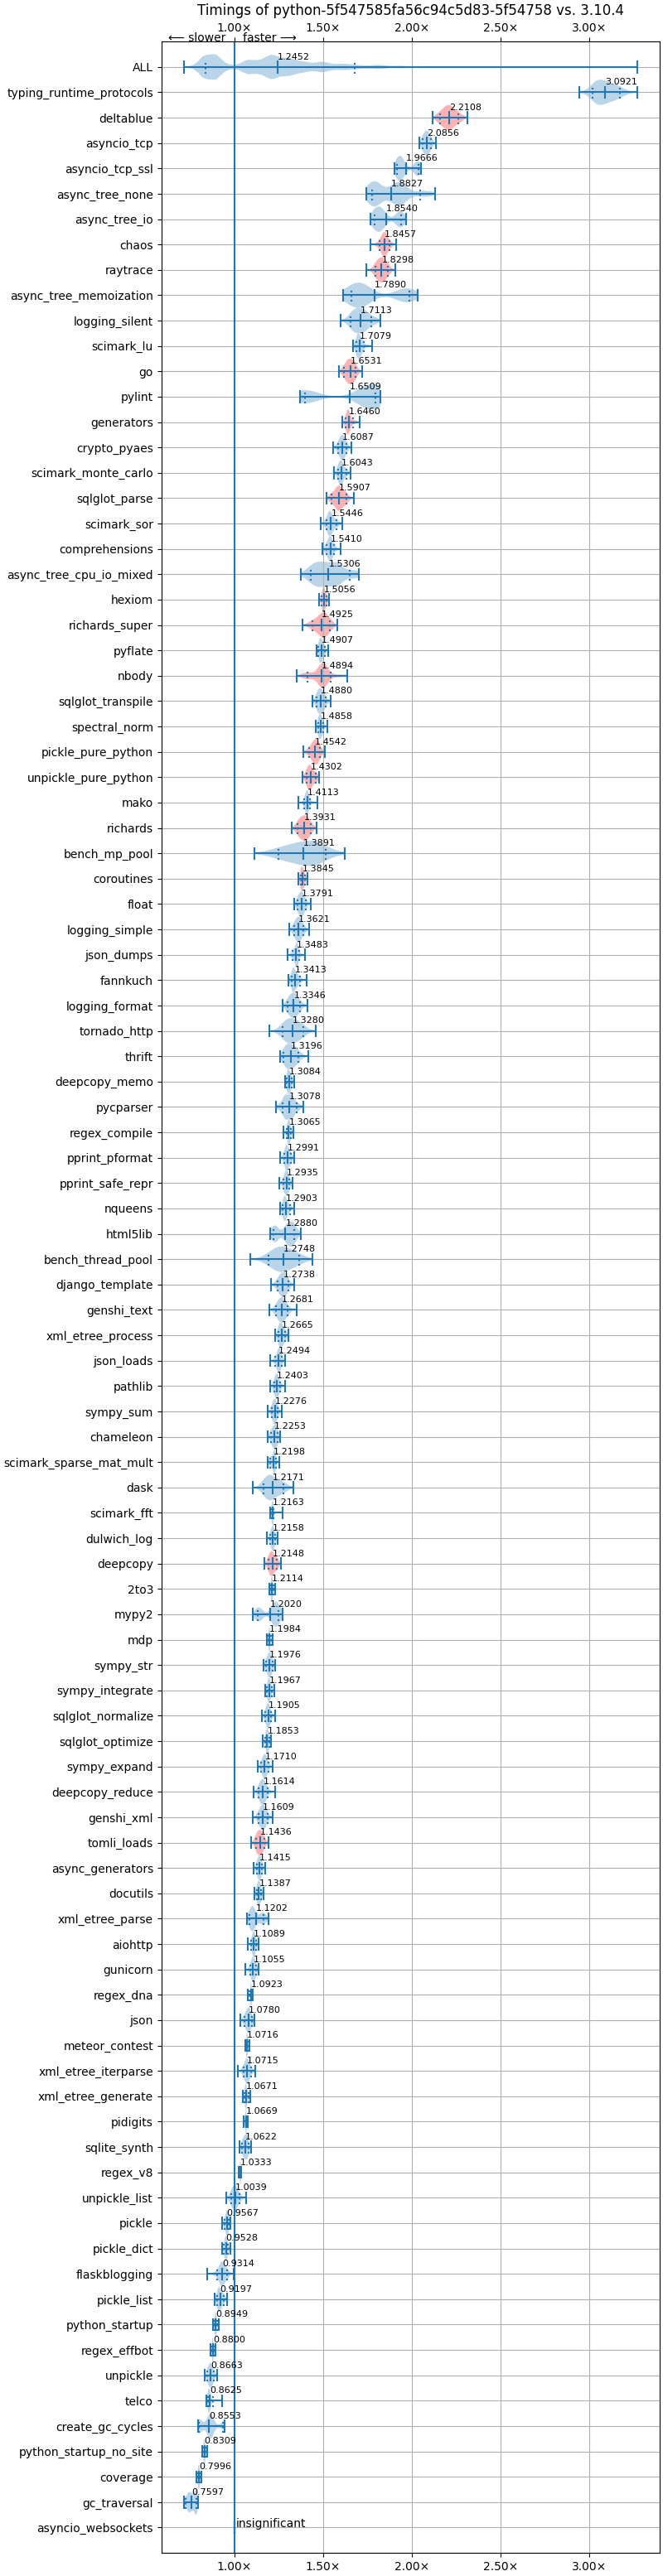 Timings of python-5f547585fa56c94c5d83-5f54758 vs. 3.10.4
1.00× 1.50× 2.00× 2.50× 3.00×
⟵ slower faster ⟶
ALL 1.2452
typing_runtime_protocols 3.0921
deltablue 2.2108
asyncio_tcp 2.0856
asyncio_tcp_ssl 1.9666
async_tree_none 1.8827
async_tree_io 1.8540
chaos 1.8457
raytrace 1.8298
async_tree_memoization 1.7890
logging_silent 1.7113
scimark_lu 1.7079
go 1.6531
pylint 1.6509
generators 1.6460
crypto_pyaes 1.6087
scimark_monte_carlo 1.6043
sqlglot_parse 1.5907
scimark_sor 1.5446
comprehensions 1.5410
async_tree_cpu_io_mixed 1.5306
hexiom 1.5056
richards_super 1.4925
pyflate 1.4907
nbody 1.4894
sqlglot_transpile 1.4880
spectral_norm 1.4858
pickle_pure_python 1.4542
unpickle_pure_python 1.4302
mako 1.4113
richards 1.3931
bench_mp_pool 1.3891
coroutines 1.3845
float 1.3791
logging_simple 1.3621
json_dumps 1.3483
fannkuch 1.3413
logging_format 1.3346
tornado_http 1.3280
thrift 1.3196
deepcopy_memo 1.3084
pycparser 1.3078
regex_compile 1.3065
pprint_pformat 1.2991
pprint_safe_repr 1.2935
nqueens 1.2903
html5lib 1.2880
bench_thread_pool 1.2748
django_template 1.2738
genshi_text 1.2681
xml_etree_process 1.2665
json_loads 1.2494
pathlib 1.2403
sympy_sum 1.2276
chameleon 1.2253
scimark_sparse_mat_mult 1.2198
dask 1.2171
scimark_fft 1.2163
dulwich_log 1.2158
deepcopy 1.2148
2to3 1.2114
mypy2 1.2020
mdp 1.1984
sympy_str 1.1976
sympy_integrate 1.1967
sqlglot_normalize 1.1905
sqlglot_optimize 1.1853
sympy_expand 1.1710
deepcopy_reduce 1.1614
genshi_xml 1.1609
tomli_loads 1.1436
async_generators 1.1415
docutils 1.1387
xml_etree_parse 1.1202
aiohttp 1.1089
gunicorn 1.1055
regex_dna 1.0923
json 1.0780
meteor_contest 1.0716
xml_etree_iterparse 1.0715
xml_etree_generate 1.0671
pidigits 1.0669
sqlite_synth 1.0622
regex_v8 1.0333
unpickle_list 1.0039
pickle 0.9567
pickle_dict 0.9528
flaskblogging 0.9314
pickle_list 0.9197
python_startup 0.8949
regex_effbot 0.8800
unpickle 0.8663
telco 0.8625
create_gc_cycles 0.8553
python_startup_no_site 0.8309
coverage 0.7996
gc_traversal 0.7597
asyncio_websockets insignificant
1.00× 1.50× 2.00× 2.50× 3.00×